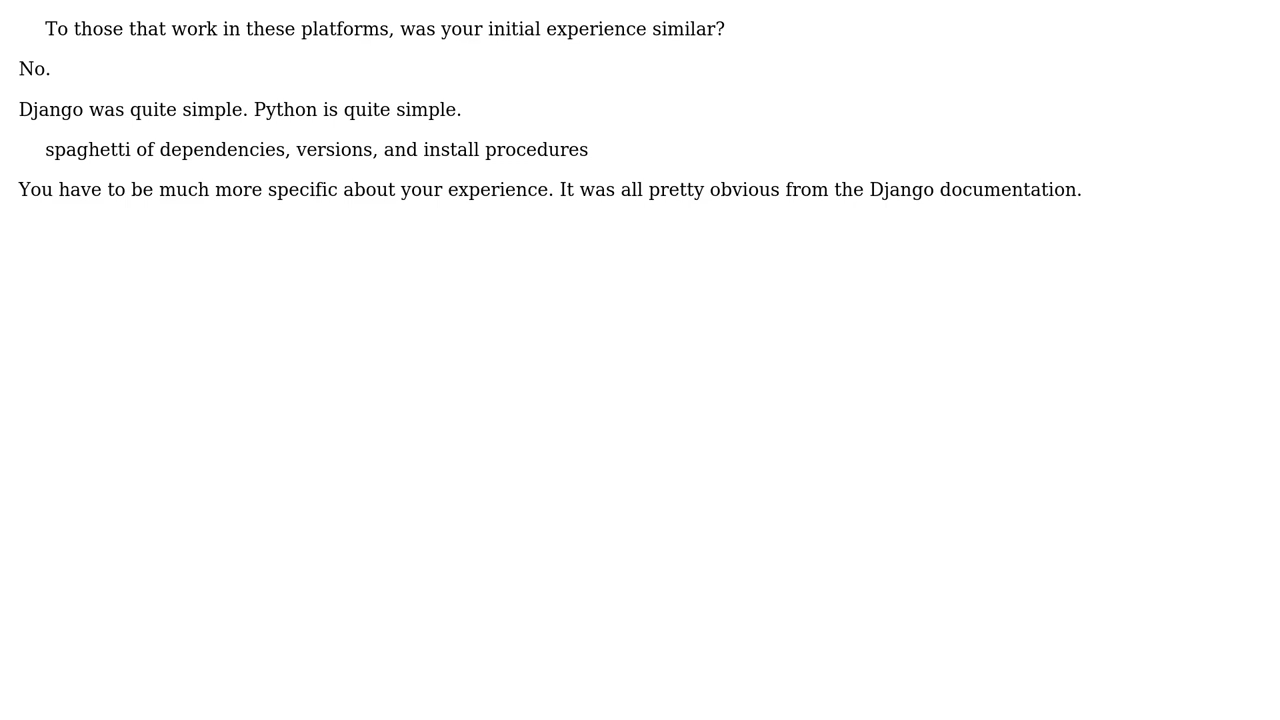 To those that work in these platforms, was your initial experience similar?
No.
Django was quite simple. Python is quite simple.
spaghetti of dependencies, versions, and install procedures
You have to be much more specific about your experience. It was all pretty obvious from the Django documentation.